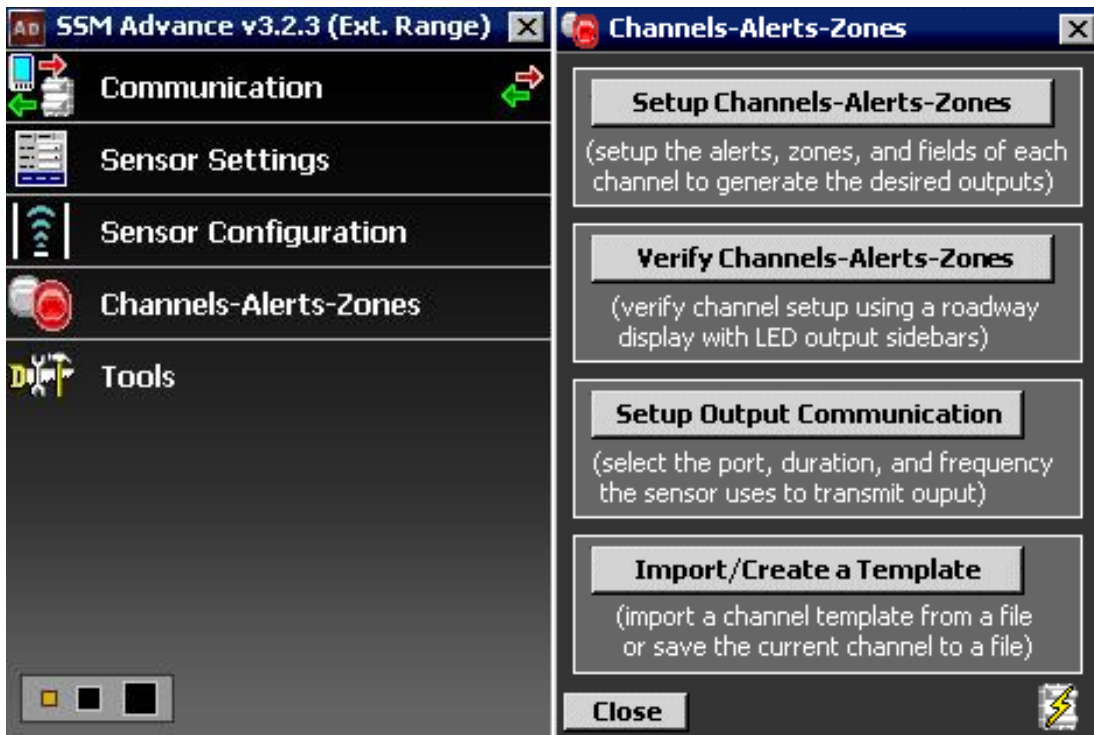 AD SSM Advance v3.2.3 (Ext. Range)
Communication
Sensor Settings
Sensor Configuration
Channels-Alerts-Zones
D Tools
Channels-Alerts-Zones
Setup Channels-Alerts-Zones
(setup the alerts, zones, and fields of each
channel to generate the desired outputs)
Verify Channels-Alerts-Zones
(verify channel setup using a roadway
display with LED output sidebars)
Setup Output Communication
(select the port, duration, and frequency
the sensor uses to transmit ouput)
Import/Create a Template
(import a channel template from a file
or save the current channel to a file)
Close